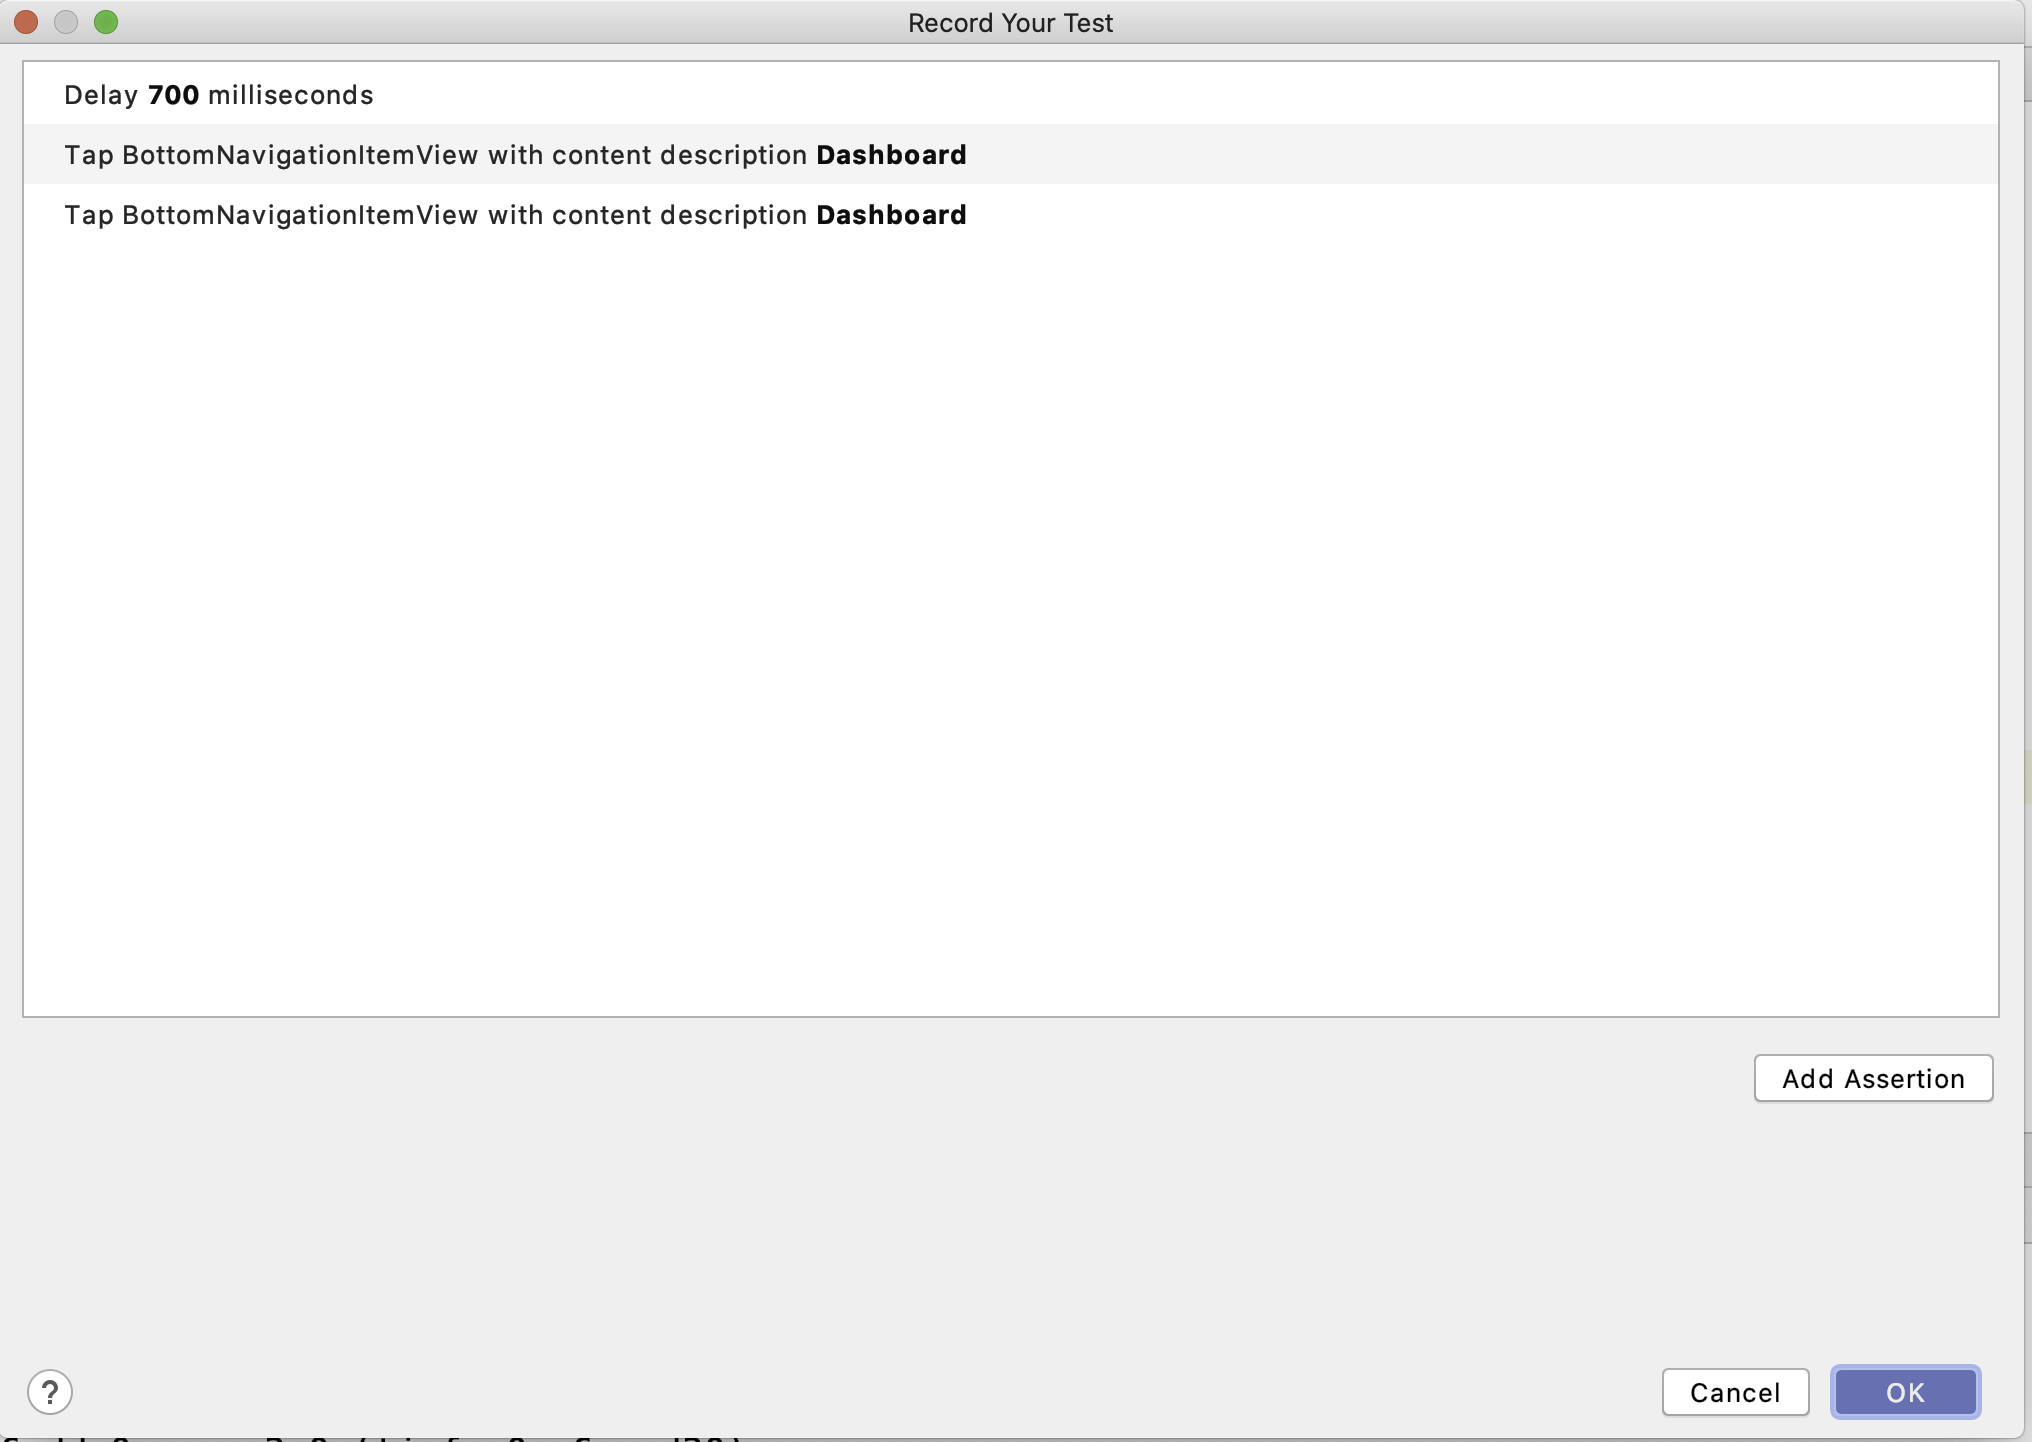 Record Your Test
Delay 700 milliseconds
Tap BottomNavigationItemView with content description Dashboard
Tap BottomNavigationItemView with content description Dashboard
Add Assertion
?
Cancel
OK